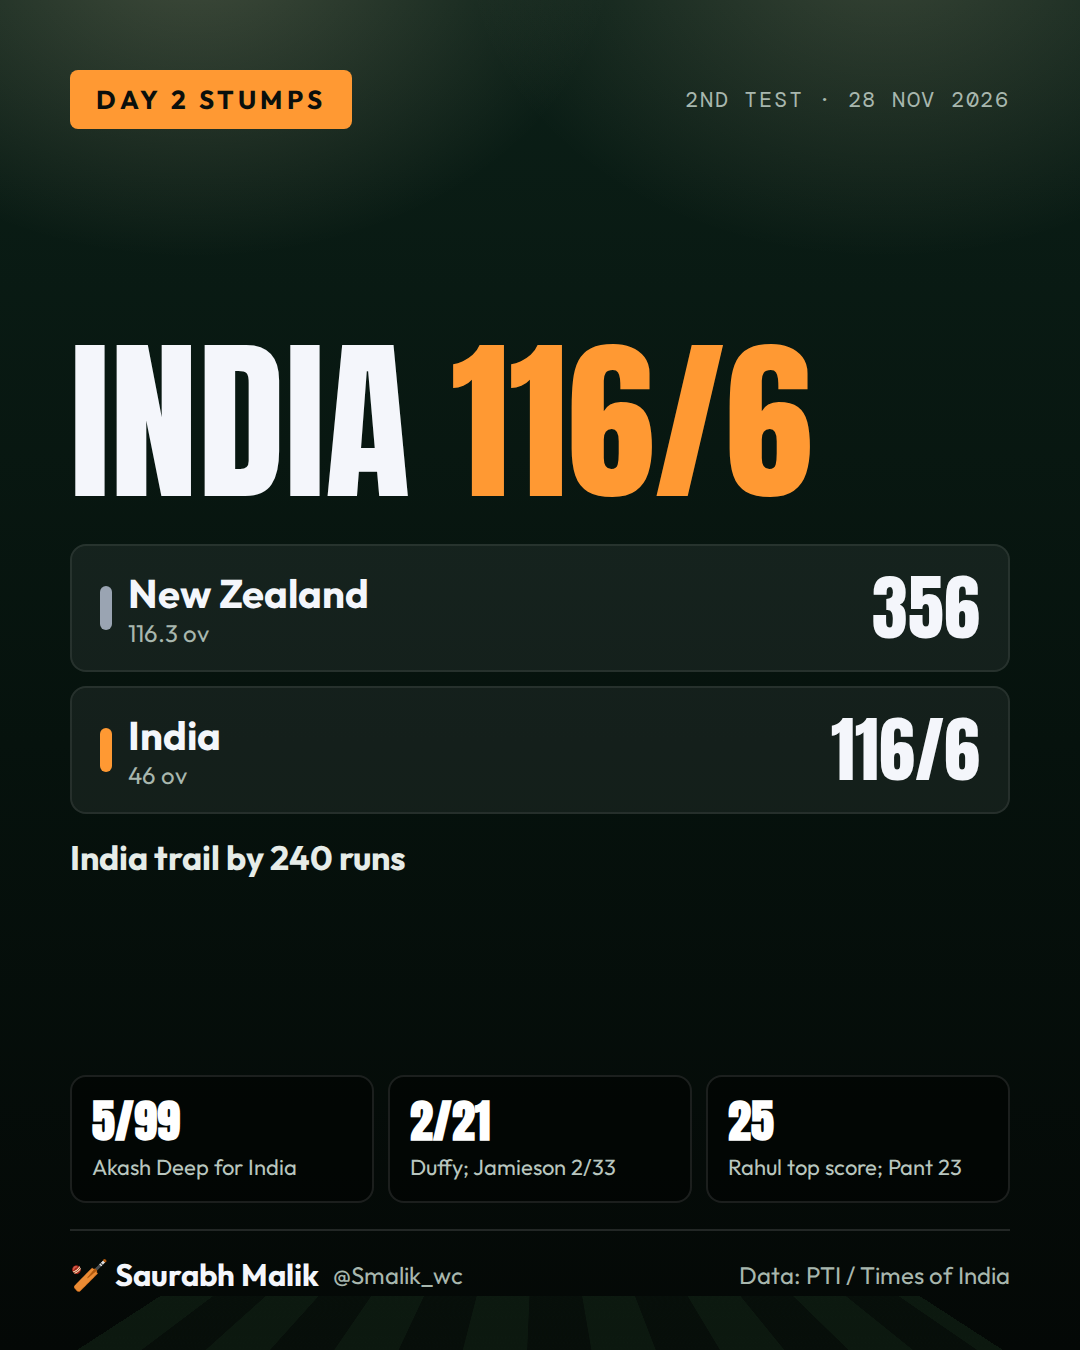 DAY 2 STUMPS
2ND TEST · 28 NOV 2026
INDIA 116/6
New Zealand
116.3 ov
356
India
46 ov
116/6
India trail by 240 runs
5/99
Akash Deep for India
2/21
Duffy; Jamieson 2/33
25
Rahul top score; Pant 23
Saurabh Malik @Smalik_wc
Data: PTI / Times of India